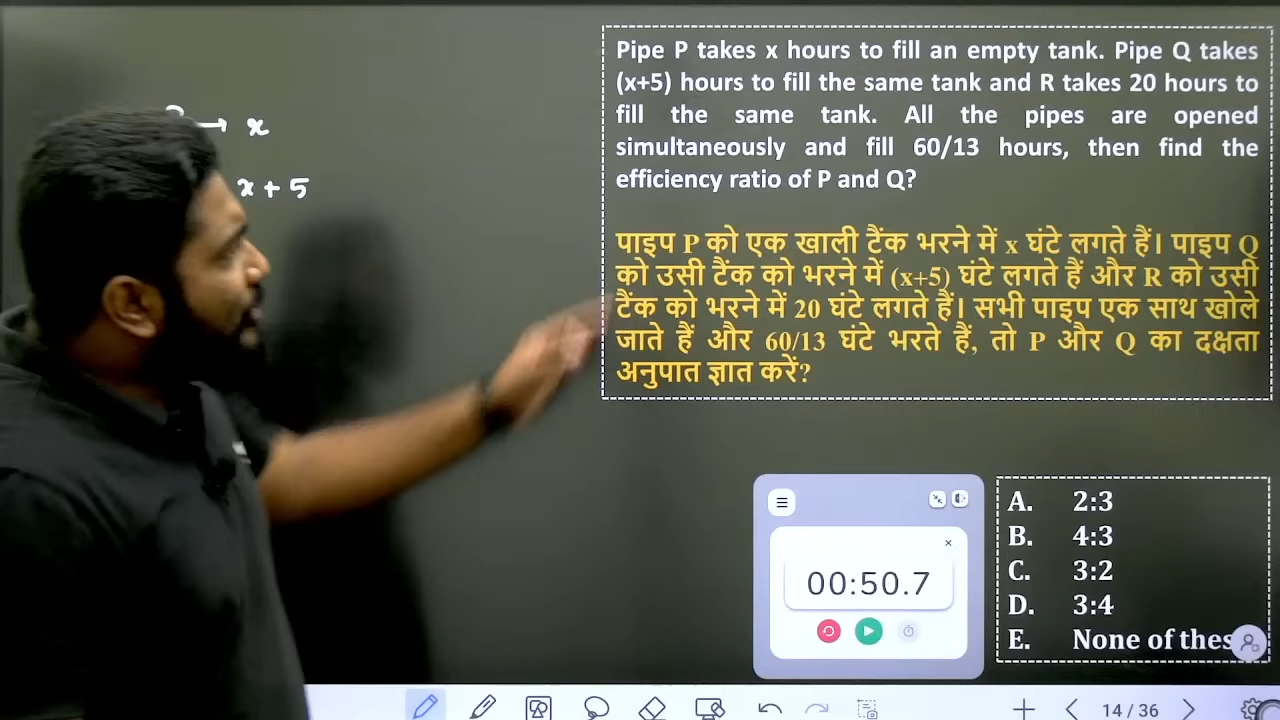 → x
x + 5
Pipe P takes x hours to fill an empty tank. Pipe Q takes
(x+5) hours to fill the same tank and R takes 20 hours to
fill the same tank. All the pipes are opened
simultaneously and fill 60/13 hours, then find the
efficiency ratio of P and Q?
पाइप P को एक खाली टैंक भरने में x घंटे लगते हैं। पाइप Q
को उसी टैंक को भरने में (x+5) घंटे लगते हैं और R को उसी
टैंक को भरने में 20 घंटे लगते हैं। सभी पाइप एक साथ खोले
जाते हैं और 60/13 घंटे भरते हैं, तो P और Q का दक्षता
अनुपात ज्ञात करें?
00:50.7
A. 2:3
B. 4:3
C. 3:2
D. 3:4
E. None of thes
14 / 36